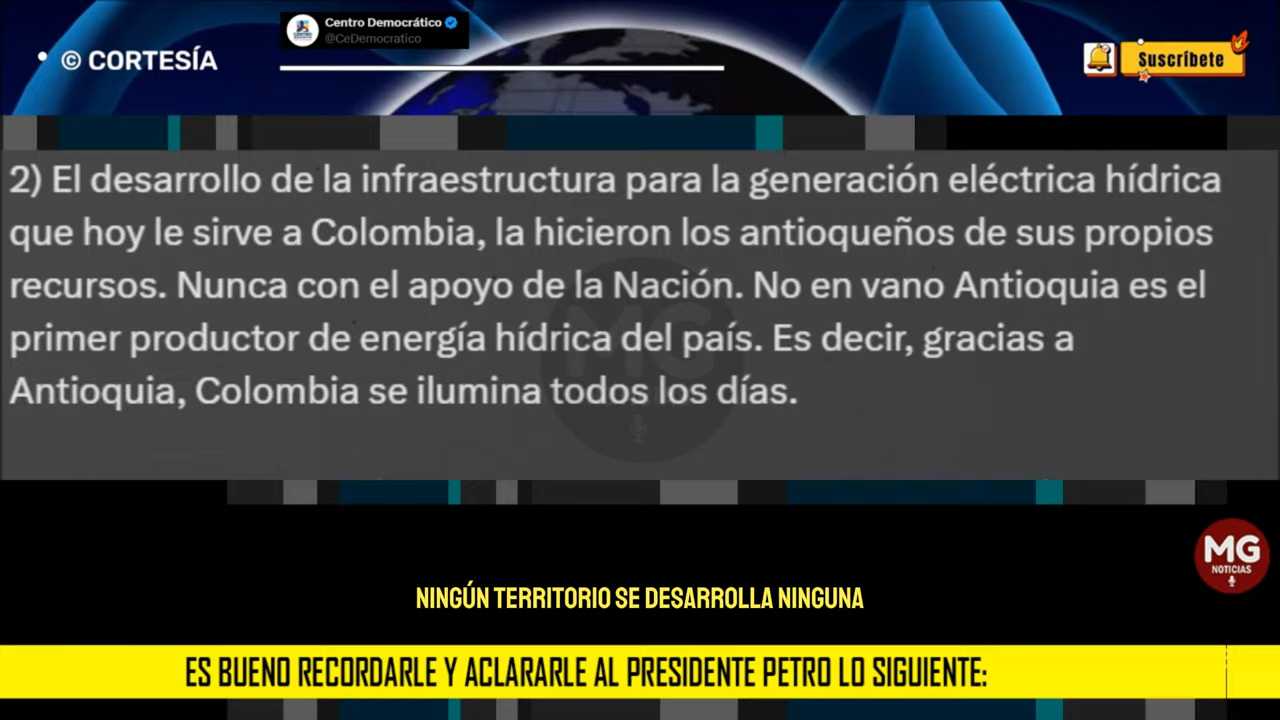 Centro Democrático
@CeDemocratico
© CORTESÍA
Suscríbete
2) El desarrollo de la infraestructura para la generación eléctrica hídrica
que hoy le sirve a Colombia, la hicieron los antioqueños de sus propios
recursos. Nunca con el apoyo de la Nación. No en vano Antioquia es el
primer productor de energía hídrica del país. Es decir, gracias a
Antioquia, Colombia se ilumina todos los días.
MG
MG
NOTICIAS
NINGÚN TERRITORIO SE DESARROLLA NINGUNA
ES BUENO RECORDARLE Y ACLARARLE AL PRESIDENTE PETRO LO SIGUIENTE: